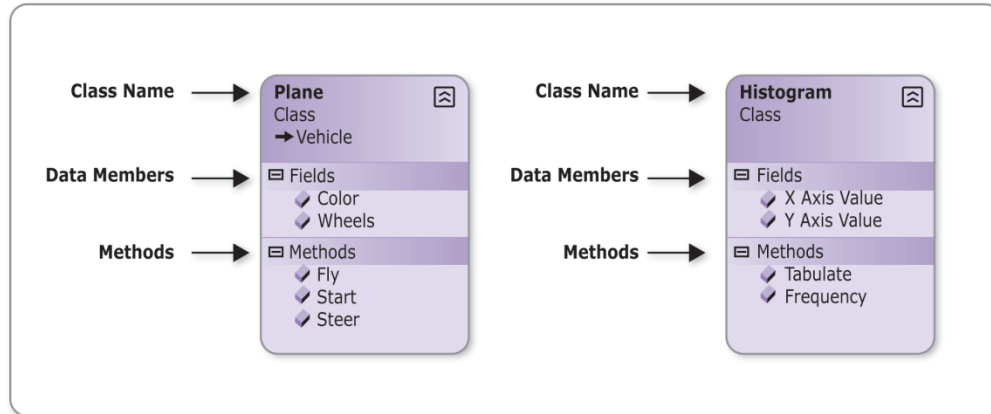 Class Name
Plane
Class
Vehicle
Data Members
Fields
Color
Wheels
Methods
Methods
Fly
Start
Steer
Class Name
Histogram
Class
Data Members
Fields
X Axis Value
Y Axis Value
Methods
Methods
Tabulate
Frequency